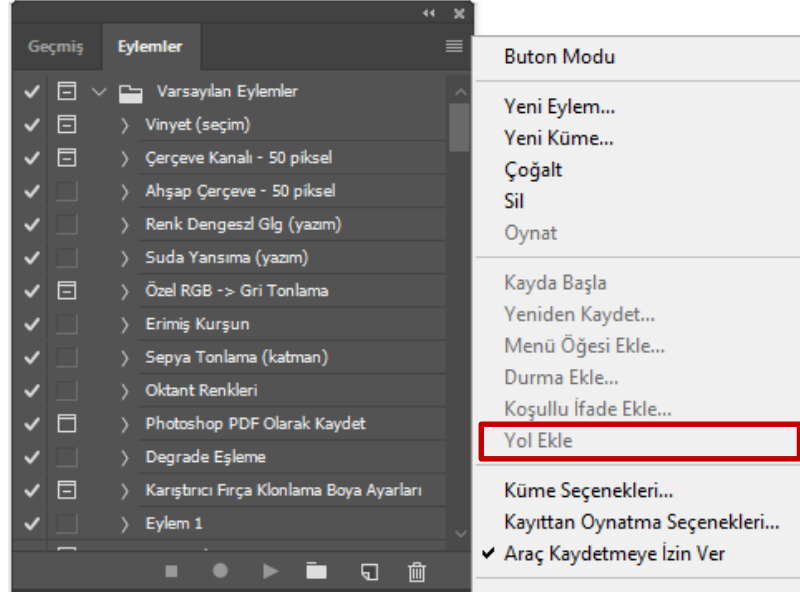 Geçmiş
Eylemler
Varsayılan Eylemler
Vinyet (seçim)
Çerçeve Kanalı - 50 piksel
Ahşap Çerçeve - 50 piksel
Renk Dengeszl Glg (yazım)
Suda Yansıma (yazım)
Özel RGB -> Gri Tonlama
Erimiş Kurşun
Sepya Tonlama (katman)
Oktant Renkleri
Photoshop PDF Olarak Kaydet
Degrade Eşleme
Karıştırıcı Fırça Klonlama Boya Ayarları
Eylem 1
Buton Modu
Yeni Eylem...
Yeni Küme...
Çoğalt
Sil
Oynat
Kayda Başla
Yeniden Kaydet...
Menü Öğesi Ekle...
Durma Ekle...
Koşullu İfade Ekle...
Yol Ekle
Küme Seçenekleri...
Kayıttan Oynatma Seçenekleri...
Araç Kaydetmeye İzin Ver